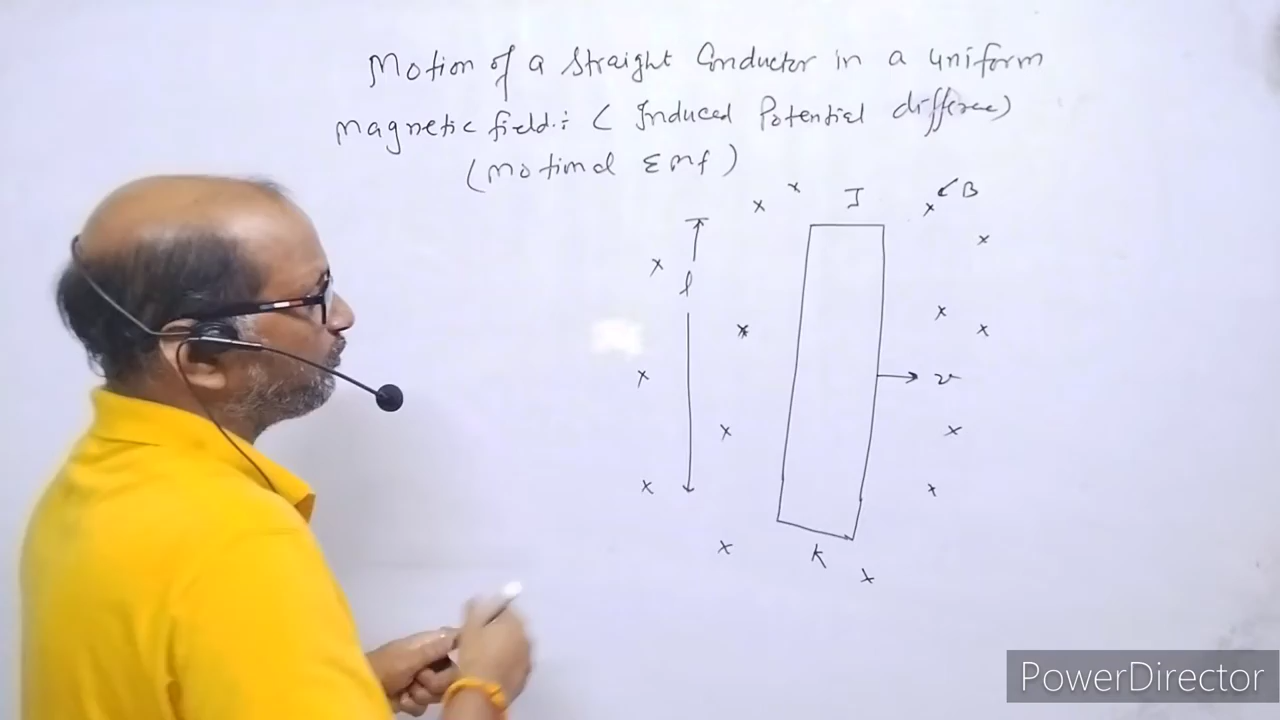 Motion of a Straight Conductor in a uniform
magnetic field:- ( Induced Potential difference)
(Motional Emf)
J
B
l
v
K
PowerDirector